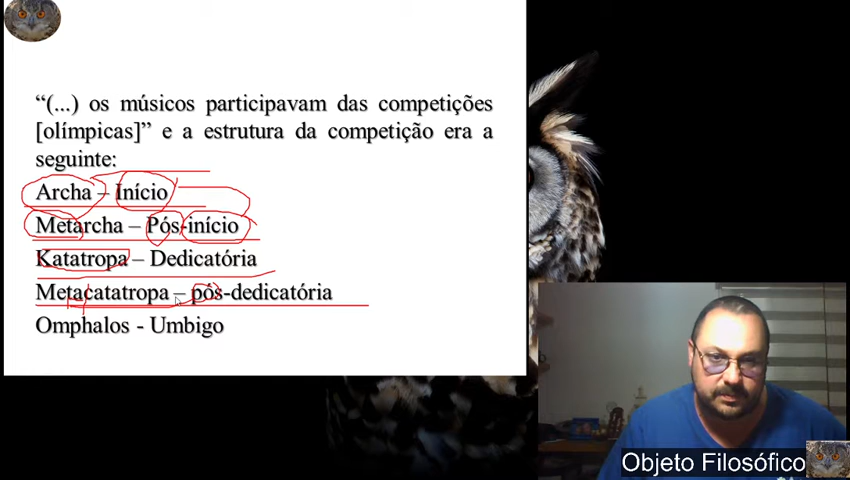 “(...) os músicos participavam das competições
[olímpicas]” e a estrutura da competição era a
seguinte:
Archa – Início
Metarcha – Pós-início
Katatropa – Dedicatória
Metacatatropa – pós-dedicatória
Omphalos - Umbigo
Objeto Filosófico